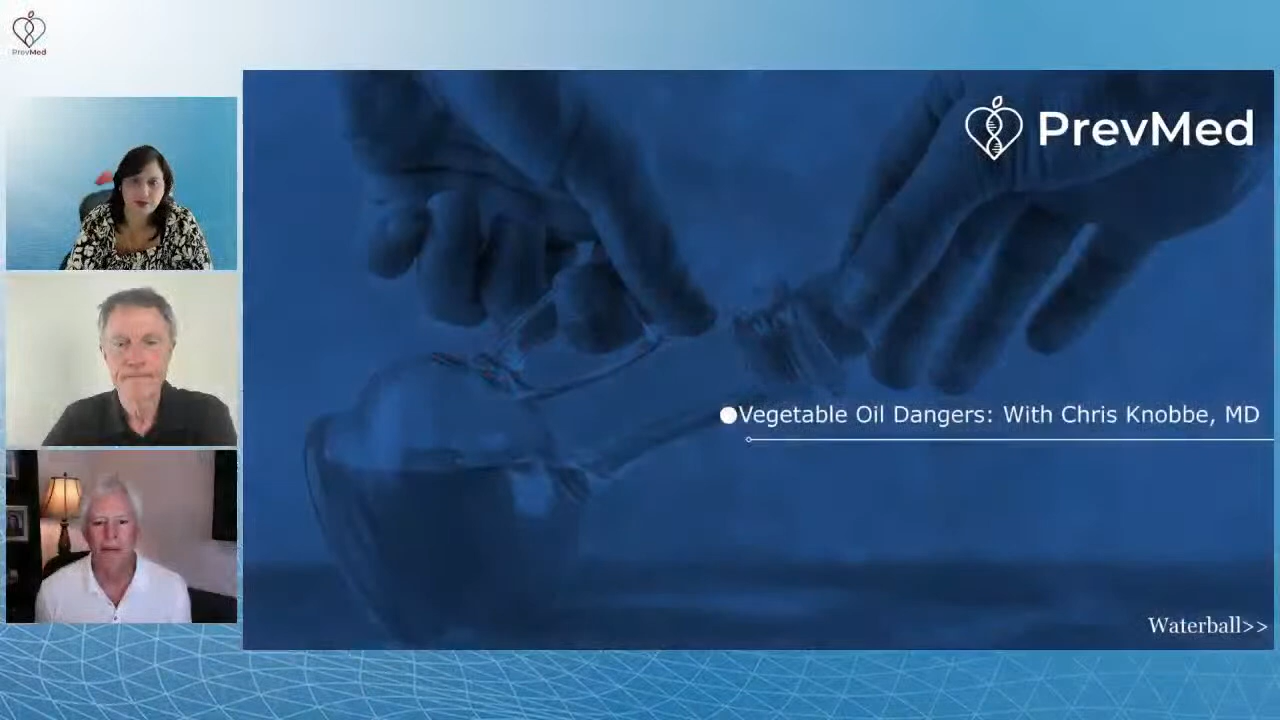 PrevMed
PrevMed
Vegetable Oil Dangers: With Chris Knobbe, MD
Waterball>>